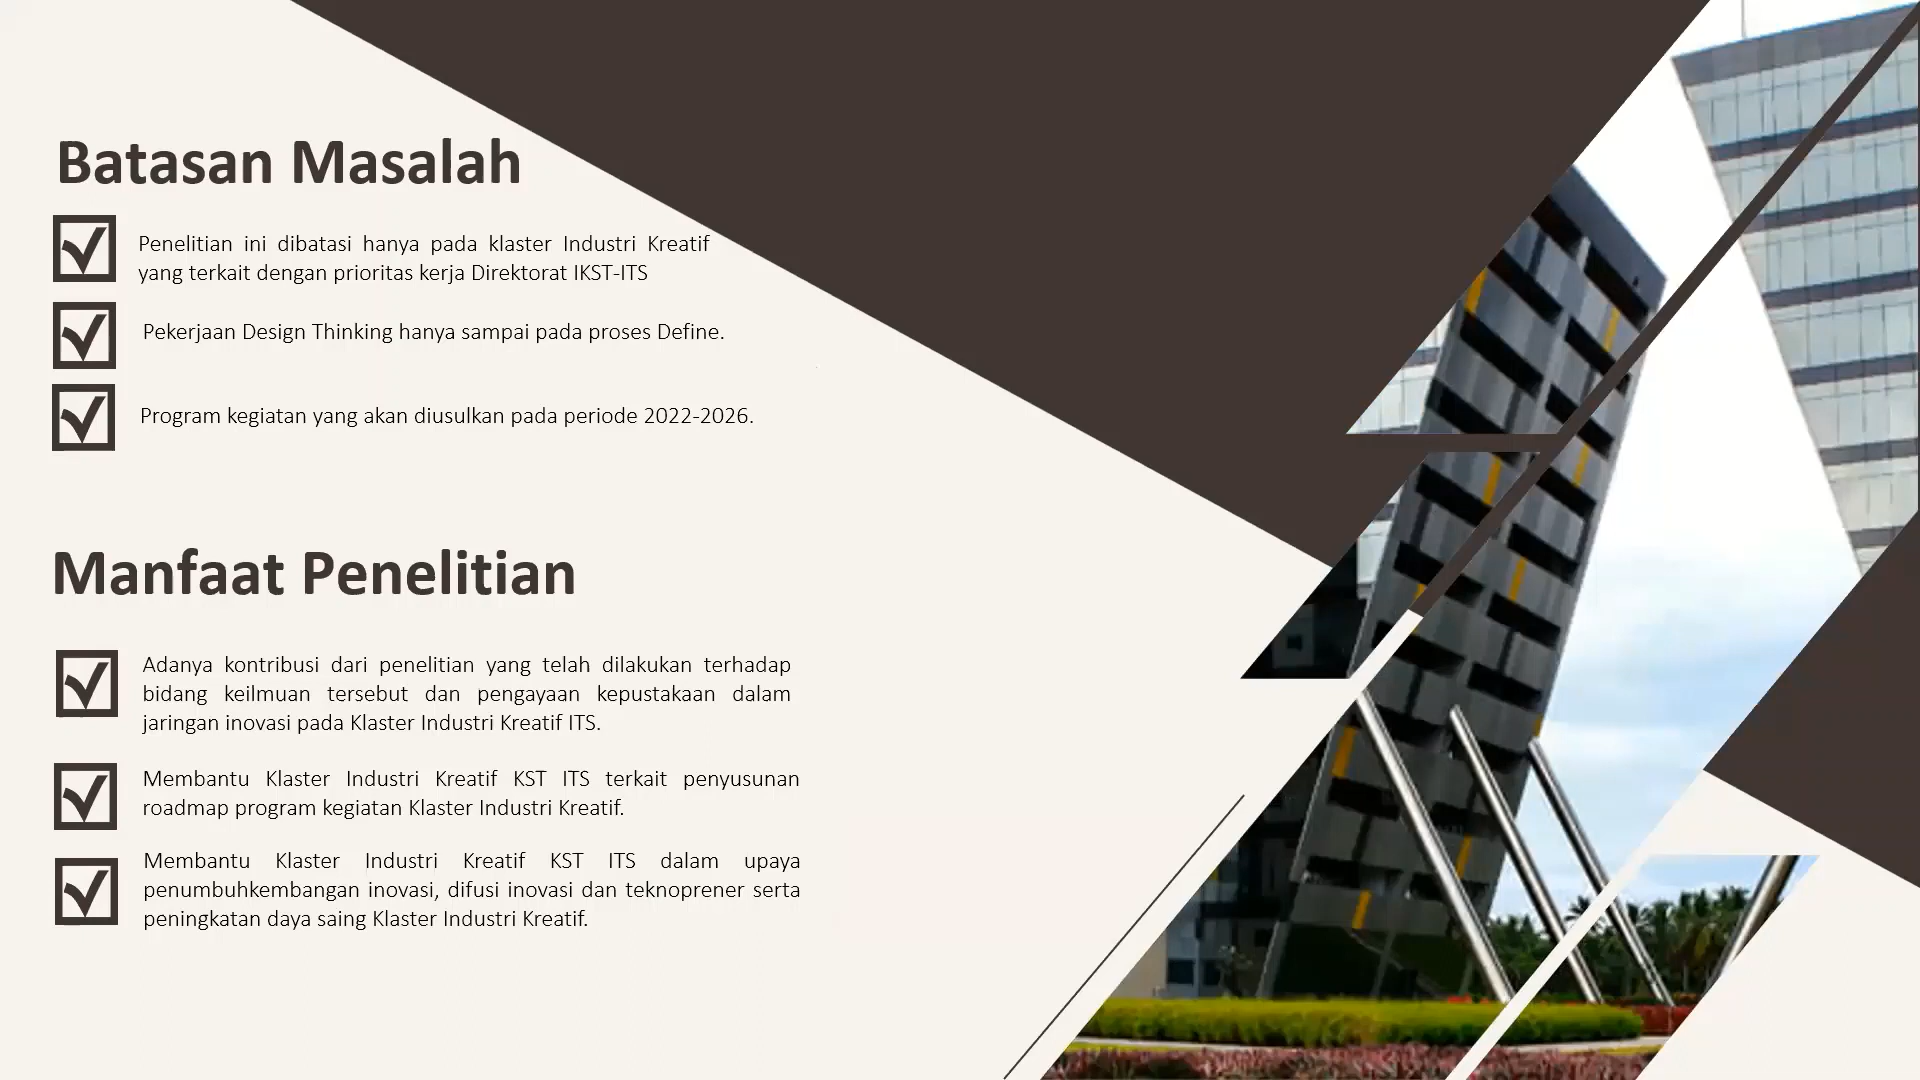 Batasan Masalah
Penelitian ini dibatasi hanya pada klaster Industri Kreatif
yang terkait dengan prioritas kerja Direktorat IKST-ITS
Pekerjaan Design Thinking hanya sampai pada proses Define.
Program kegiatan yang akan diusulkan pada periode 2022-2026.
Manfaat Penelitian
Adanya kontribusi dari penelitian yang telah dilakukan terhadap
bidang keilmuan tersebut dan pengayaan kepustakaan dalam
jaringan inovasi pada Klaster Industri Kreatif ITS.
Membantu Klaster Industri Kreatif KST ITS terkait penyusunan
roadmap program kegiatan Klaster Industri Kreatif.
Membantu Klaster Industri Kreatif KST ITS dalam upaya
penumbuhkembangan inovasi, difusi inovasi dan teknoprener serta
peningkatan daya saing Klaster Industri Kreatif.